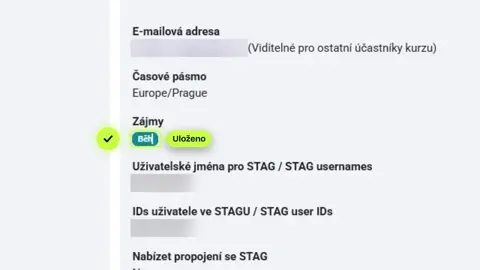 E-mailová adresa
(Viditelné pro ostatní účastníky kurzu)
Časové pásmo
Europe/Prague
Zájmy
Běh Uloženo
Uživatelské jména pro STAG / STAG usernames
IDs uživatele ve STAGU / STAG user IDs
Nabízet propojení se STAG